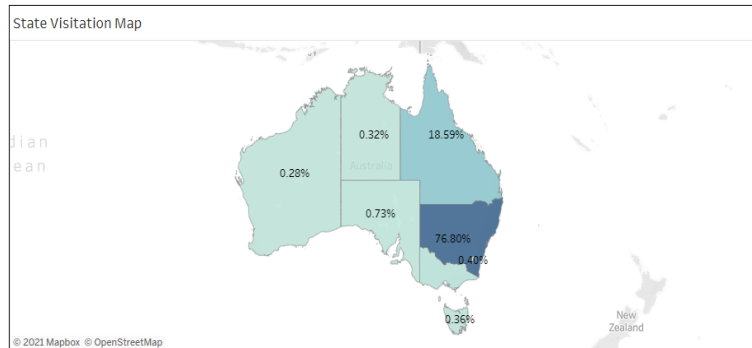 State Visitation Map
0.32%
18.59%
dian
ean
Australia
0.28%
0.73%
76.80%
0.40%
0.36%
New
Zealand
© 2021 Mapbox © OpenStreetMap